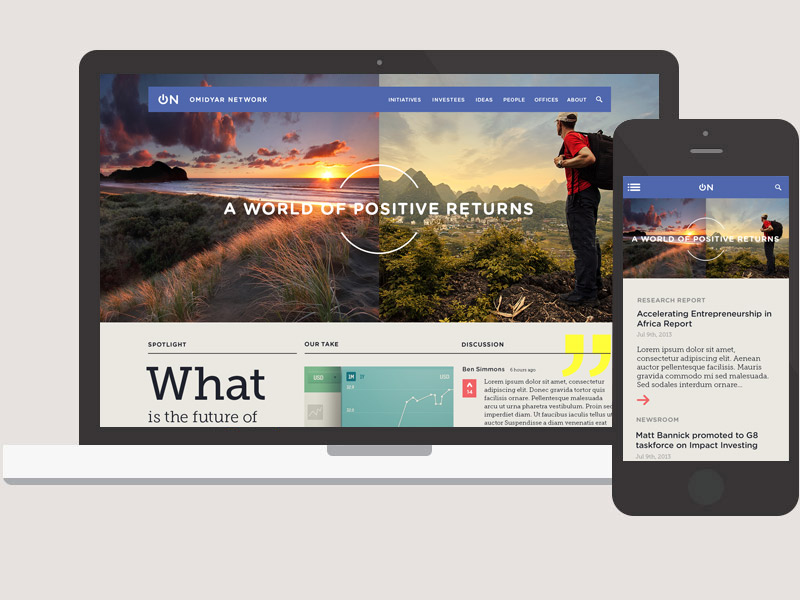 ON OMIDYAR NETWORK
INITIATIVES INVESTEES IDEAS PEOPLE OFFICES ABOUT
A WORLD OF POSITIVE RETURNS
SPOTLIGHT
What
is the future of
OUR TAKE
USD
1M 1Y USD
DISCUSSION
Ben Simmons 6 hours ago
14
Lorem ipsum dolor sit amet, consectetur
adipiscing elit. Donec gravida tortor quis
facilisis ornare. Pellentesque malesuada
arcu ut urna pharetra vestibulum. Proin sed
imperdiet diam. Ut faucibus iaculis tellus ut
auctor Suspendisse a diam venenatis erat
ON
A WORLD OF POSITIVE RETURNS
RESEARCH REPORT
Accelerating Entrepreneurship in
Africa Report
Jul 9th, 2013
Lorem ipsum dolor sit amet,
consectetur adipiscing elit. Aenean
auctor pellentesque facilisis. Mauris
gravida commodo mi sed malesuada.
Sed sodales interdum ornare...
NEWSROOM
Matt Bannick promoted to G8
taskforce on Impact Investing
Jul 9th, 2013